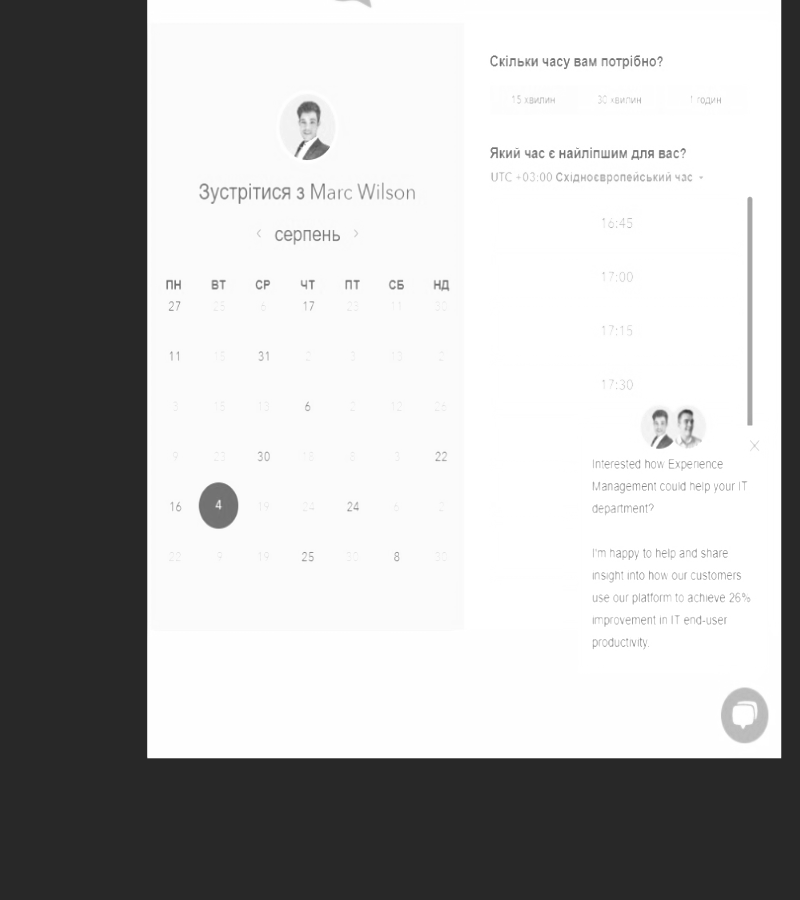 Зустрітися з Marc Wilson
‹ серпень ›
ПН ВТ СР ЧТ ПТ СБ НД
27 25 6 17 23 11
11 31 2 3 13 2
3 15 13 6 2 12 26
9 23 30 18 8 3 22
16 4 19 24 24 6 2
22 9 19 25 30 8 30
Скільки часу вам потрібно?
15 хвилин 30 хвилин 1 годин
Який час є найліпшим для вас?
UTC +03:00 Східноєвропейський час
16:45
17:00
17:15
17:30
Interested how Experience
Management could help your IT
department?
I'm happy to help and share
insight into how our customers
use our platform to achieve 26%
improvement in IT end-user
productivity.